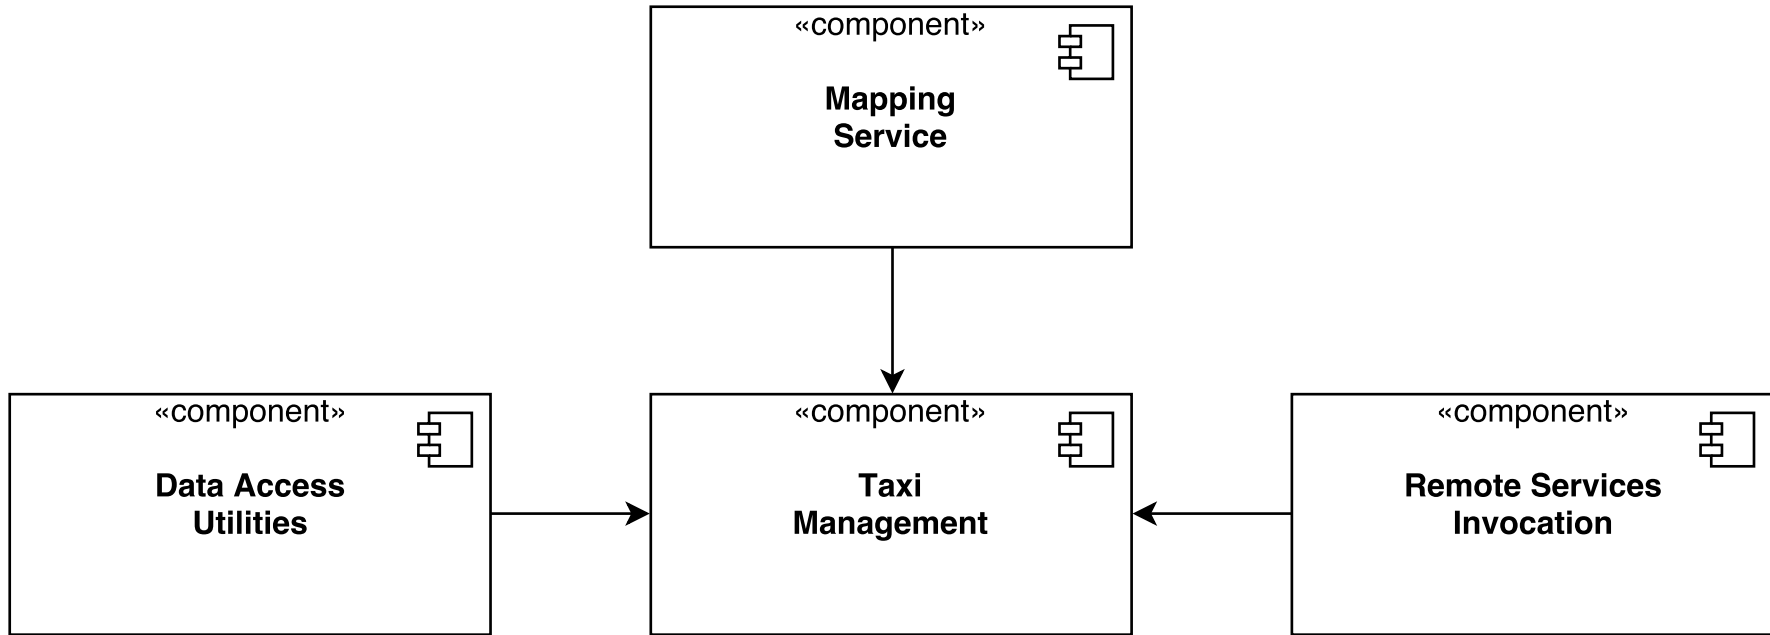 «component»
Mapping
Service
«component»
Data Access
Utilities
«component»
Taxi
Management
«component»
Remote Services
Invocation